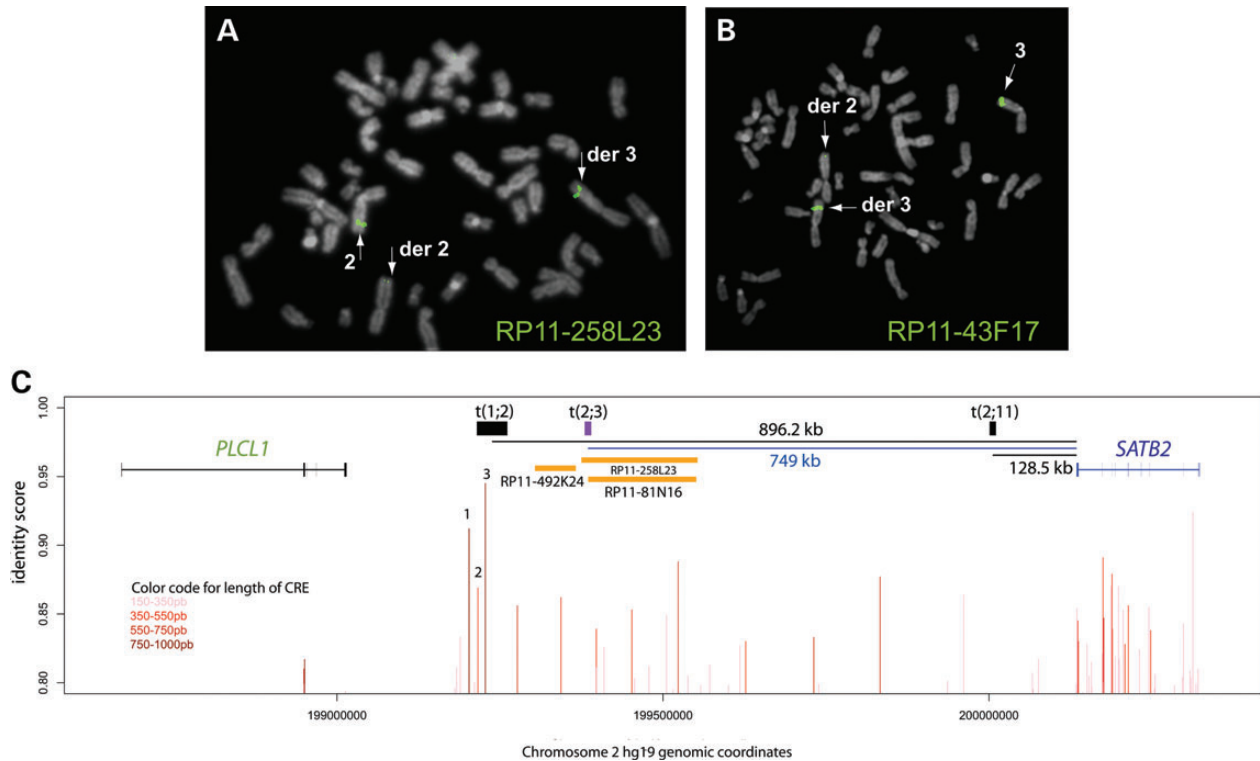 A
der 3
2
der 2
RP11-258L23
B
3
der 2
der 3
RP11-43F17
C
1.00
0.95
0.90
0.85
0.80
identity score
t(1;2)
t(2;3)
t(2;11)
896.2 kb
PLCL1
749 kb
SATB2
128.5 kb
RP11-258L23
RP11-492K24
RP11-81N16
3
1
2
Color code for length of CRE
150-350pb
350-550pb
550-750pb
750-1000pb
199000000
199500000
200000000
Chromosome 2 hg19 genomic coordinates